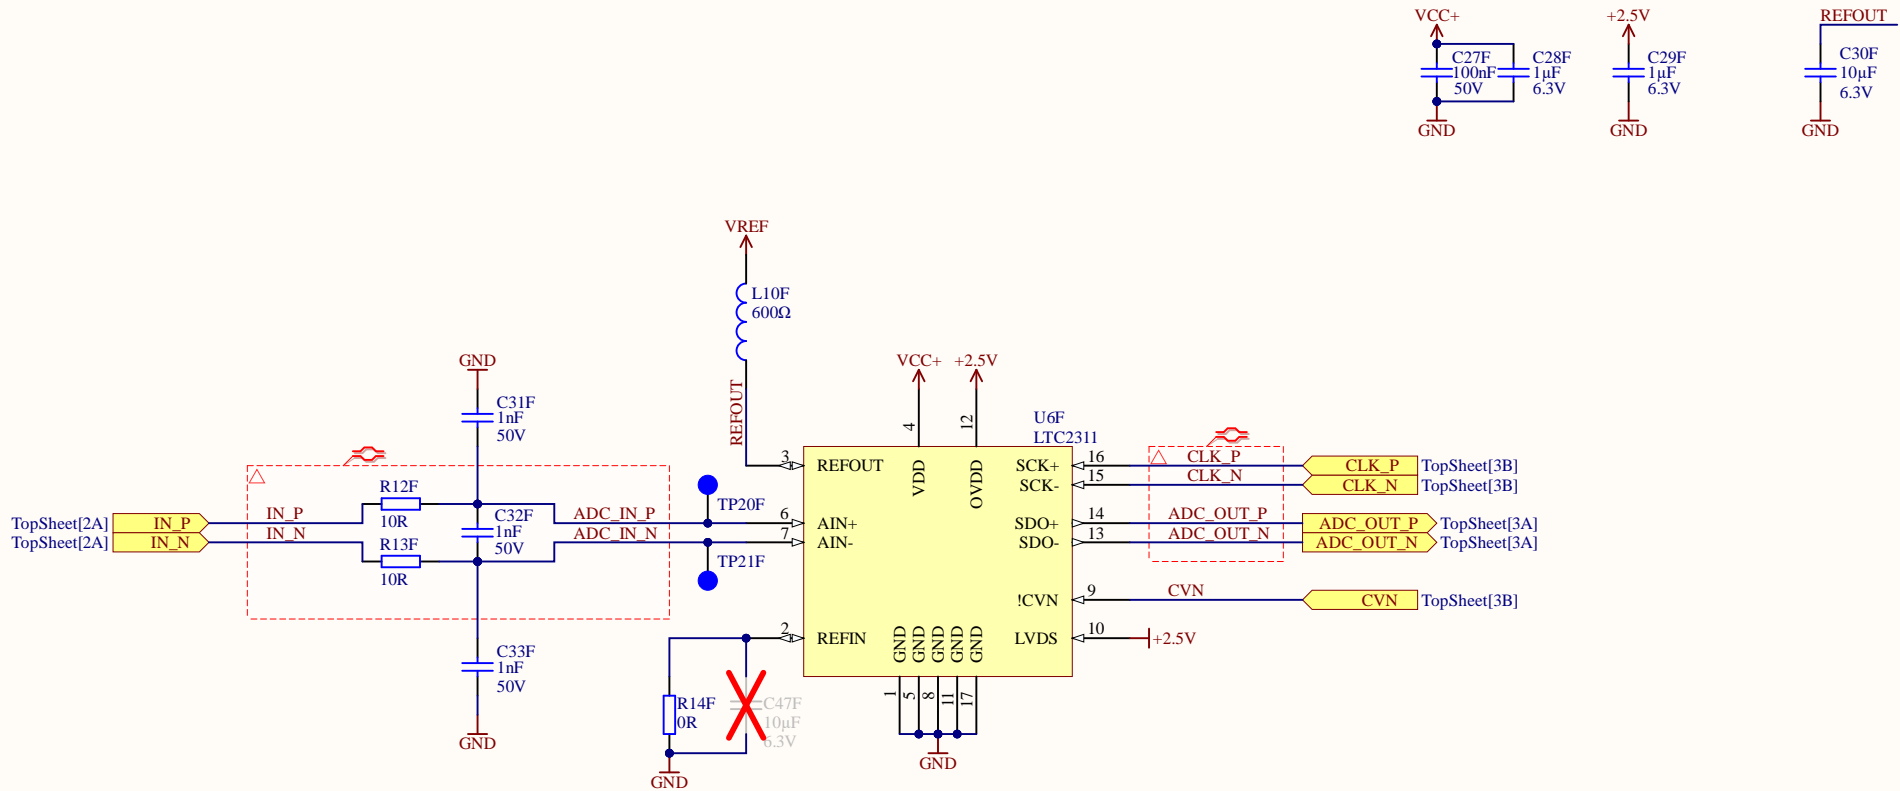 VCC+
+2.5V
REFOUT
C27F
100nF
50V
C28F
1µF
6.3V
C29F
1µF
6.3V
C30F
10µF
6.3V
GND
GND
GND
VREF
L10F
600Ω
REFOUT
GND
C31F
1nF
50V
VCC+
+2.5V
4
12
U6F
LTC2311
3
REFOUT
VDD
OVDD
SCK+
16
CLK_P
CLK_P
TopSheet[3B]
SCK-
15
CLK_N
CLK_N
TopSheet[3B]
R12F
10R
TP20F
TopSheet[2A]
IN_P
IN_P
C32F
1nF
50V
ADC_IN_P
6
AIN+
SDO+
14
ADC_OUT_P
ADC_OUT_P
TopSheet[3A]
TopSheet[2A]
IN_N
IN_N
R13F
10R
ADC_IN_N
7
AIN-
SDO-
13
ADC_OUT_N
ADC_OUT_N
TopSheet[3A]
TP21F
!CVN
9
CVN
CVN
TopSheet[3B]
2
REFIN
GND
GND
GND
GND
GND
LVDS
10
+2.5V
C33F
1nF
50V
GND
R14F
0R
C47F
10µF
6.3V
1
5
8
11
17
GND
GND